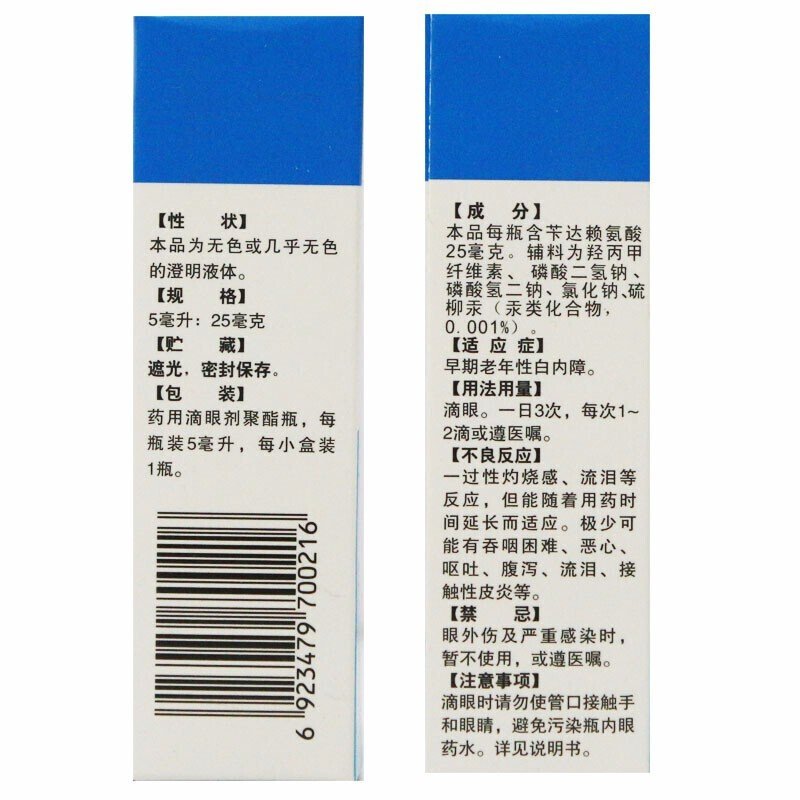 【性　状】
本品为无色或几乎无色
的澄明液体。
【规　格】
5毫升：25毫克
【贮　藏】
遮光，密封保存。
【包　装】
药用滴眼剂聚酯瓶，每
瓶装5毫升，每小盒装
1瓶。
6 923479 700216
【成　分】
本品每瓶含苄达赖氨酸
25毫克。辅料为羟丙甲
纤维素、磷酸二氢钠、
磷酸氢二钠、氯化钠、硫
柳汞（汞类化合物，
0.001%）。
【适 应 症】
早期老年性白内障。
【用法用量】
滴眼。一日3次，每次1~
2滴或遵医嘱。
【不良反应】
一过性灼烧感、流泪等
反应，但能随着用药时
间延长而适应。极少可
能有吞咽困难、恶心、
呕吐、腹泻、流泪、接
触性皮炎等。
【禁　忌】
眼外伤及严重感染时，
暂不使用，或遵医嘱。
【注意事项】
滴眼时请勿使管口接触手
和眼睛，避免污染瓶内眼
药水。详见说明书。